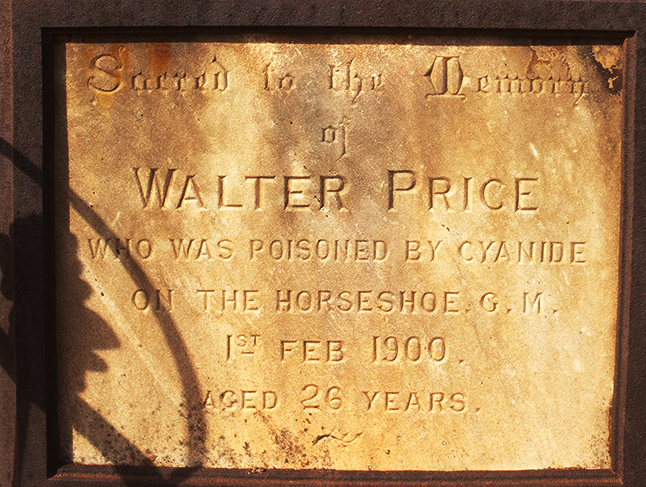 Sacred to the Memory
of
WALTER PRICE
WHO WAS POISONED BY CYANIDE
ON THE HORSESHOE. G. M.
1ST FEB 1900.
AGED 26 YEARS.